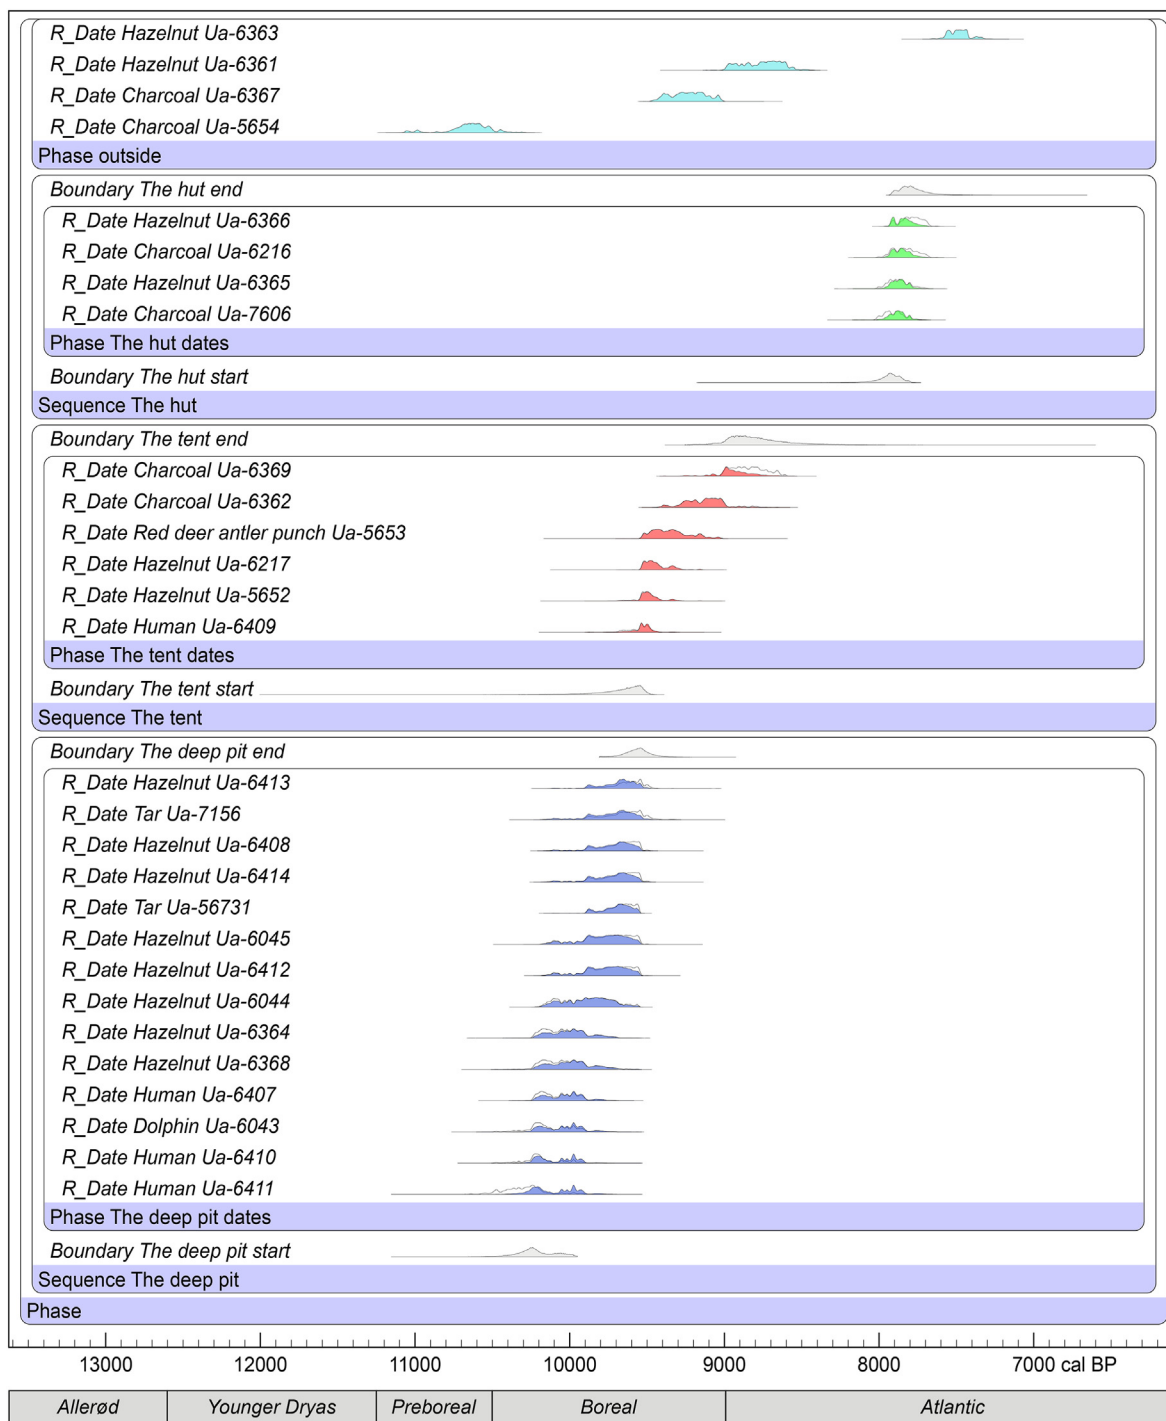 R_Date Hazelnut Ua-6363
R_Date Hazelnut Ua-6361
R_Date Charcoal Ua-6367
R_Date Charcoal Ua-5654
Phase outside
Boundary The hut end
R_Date Hazelnut Ua-6366
R_Date Charcoal Ua-6216
R_Date Hazelnut Ua-6365
R_Date Charcoal Ua-7606
Phase The hut dates
Boundary The hut start
Sequence The hut
Boundary The tent end
R_Date Charcoal Ua-6369
R_Date Charcoal Ua-6362
R_Date Red deer antler punch Ua-5653
R_Date Hazelnut Ua-6217
R_Date Hazelnut Ua-5652
R_Date Human Ua-6409
Phase The tent dates
Boundary The tent start
Sequence The tent
Boundary The deep pit end
R_Date Hazelnut Ua-6413
R_Date Tar Ua-7156
R_Date Hazelnut Ua-6408
R_Date Hazelnut Ua-6414
R_Date Tar Ua-56731
R_Date Hazelnut Ua-6045
R_Date Hazelnut Ua-6412
R_Date Hazelnut Ua-6044
R_Date Hazelnut Ua-6364
R_Date Hazelnut Ua-6368
R_Date Human Ua-6407
R_Date Dolphin Ua-6043
R_Date Human Ua-6410
R_Date Human Ua-6411
Phase The deep pit dates
Boundary The deep pit start
Sequence The deep pit
Phase
13000 12000 11000 10000 9000 8000 7000 cal BP
Allerød Younger Dryas Preboreal Boreal Atlantic